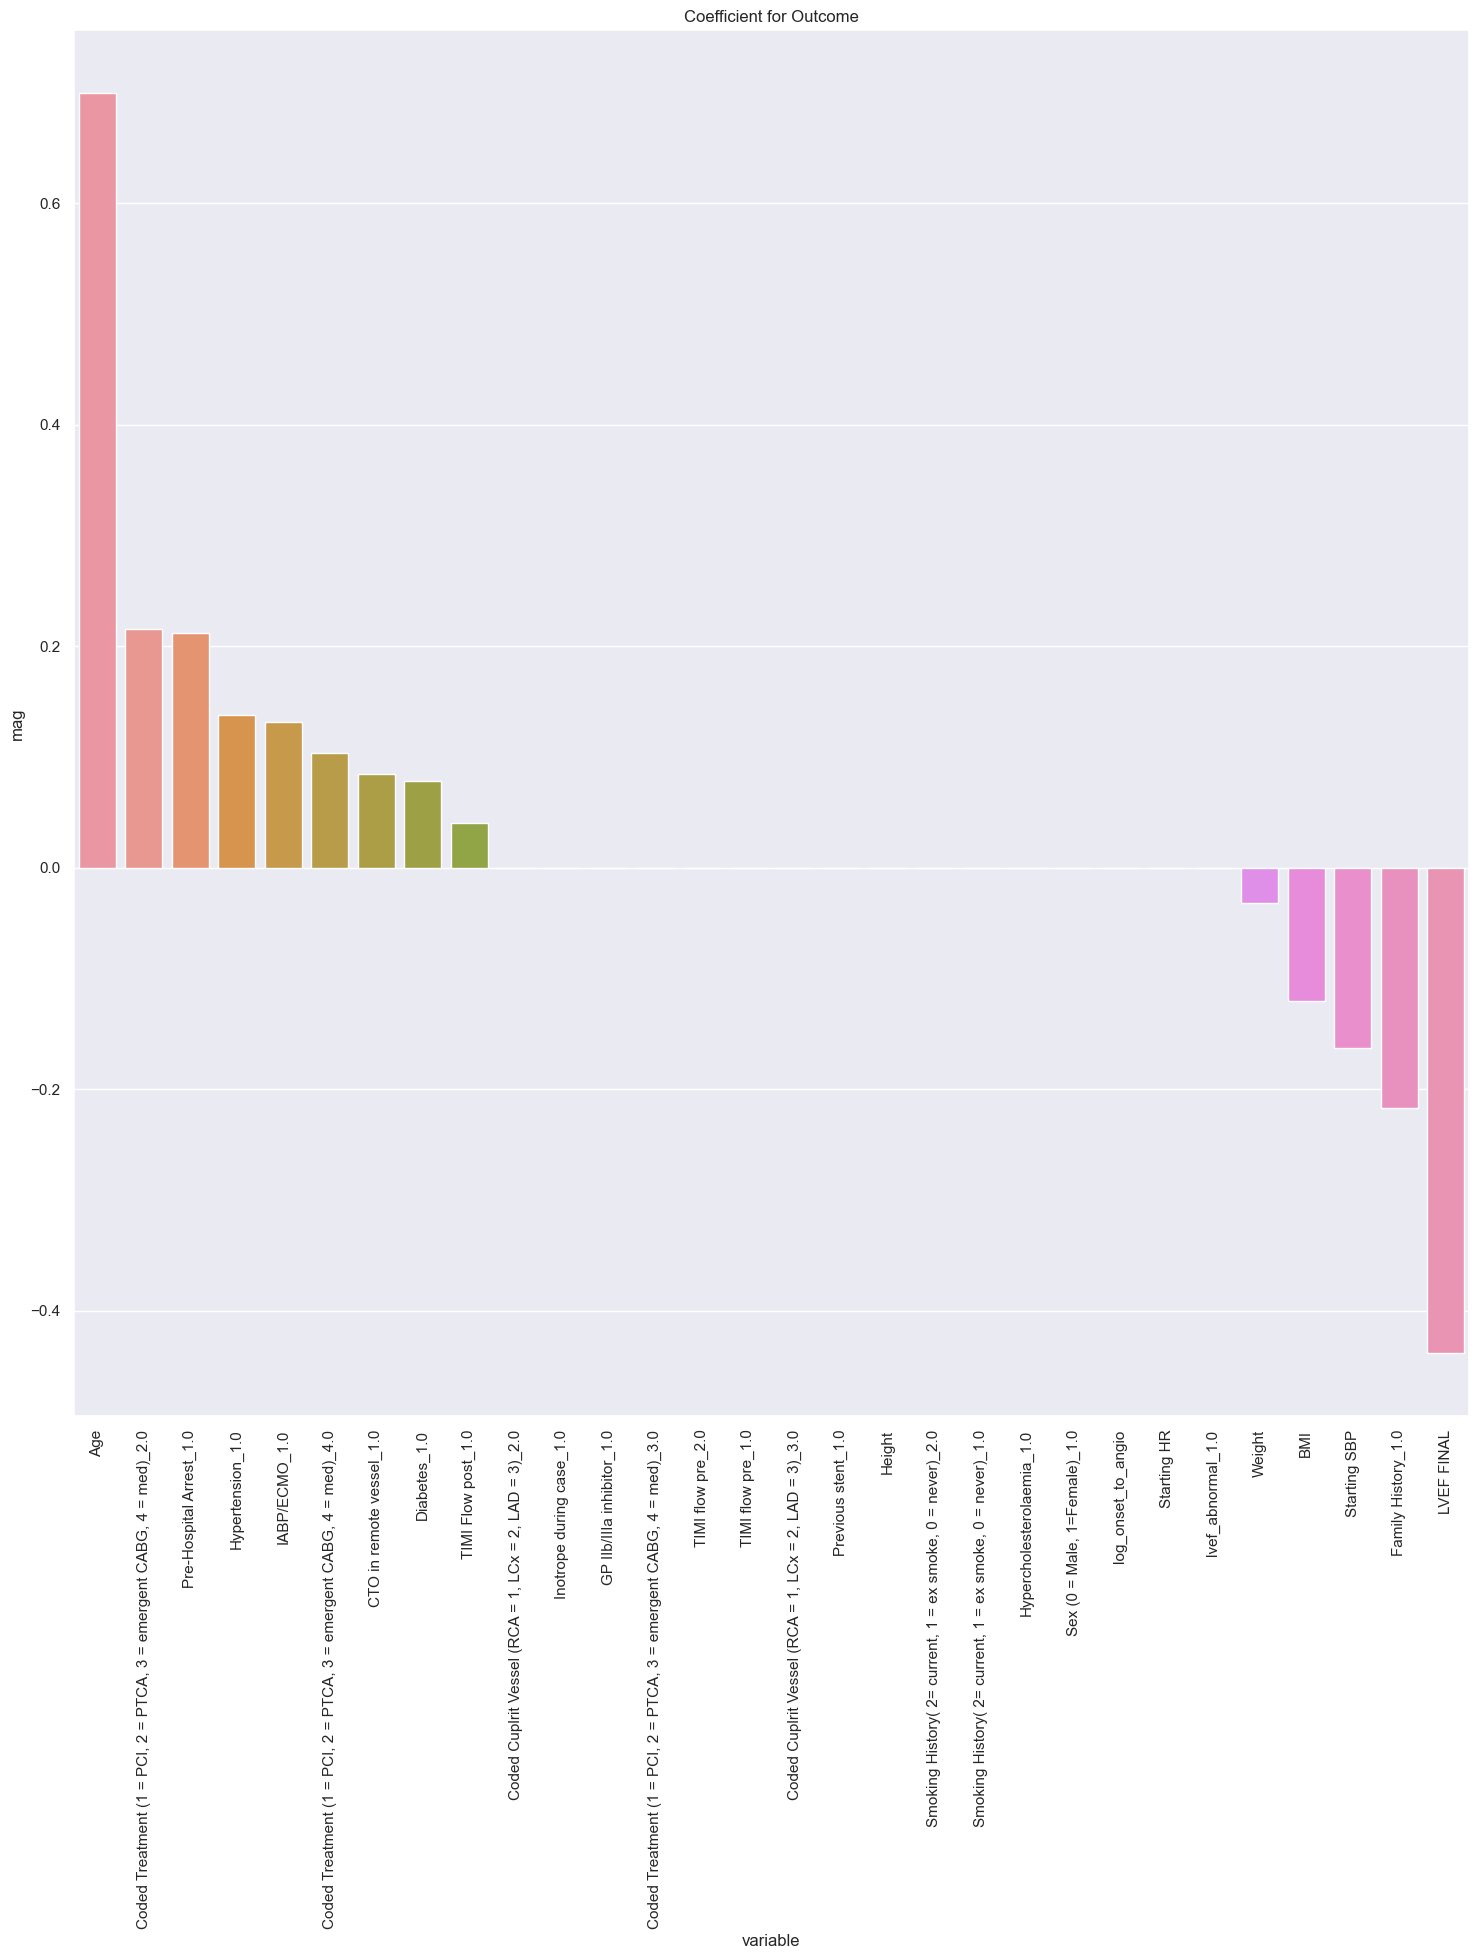 Coefficient for Outcome
0.6
0.4
0.2
0.0
−0.2
−0.4
mag
Age
Coded Treatment (1 = PCI, 2 = PTCA, 3 = emergent CABG, 4 = med)_2.0
Pre-Hospital Arrest_1.0
Hypertension_1.0
IABP/ECMO_1.0
Coded Treatment (1 = PCI, 2 = PTCA, 3 = emergent CABG, 4 = med)_4.0
CTO in remote vessel_1.0
Diabetes_1.0
TIMI Flow post_1.0
Coded Cuplrit Vessel (RCA = 1, LCx = 2, LAD = 3)_2.0
Inotrope during case_1.0
GP IIb/IIIa inhibitor_1.0
Coded Treatment (1 = PCI, 2 = PTCA, 3 = emergent CABG, 4 = med)_3.0
TIMI flow pre_2.0
TIMI flow pre_1.0
Coded Cuplrit Vessel (RCA = 1, LCx = 2, LAD = 3)_3.0
Previous stent_1.0
Height
Smoking History( 2= current, 1 = ex smoke, 0 = never)_2.0
Smoking History( 2= current, 1 = ex smoke, 0 = never)_1.0
Hypercholesterolaemia_1.0
Sex (0 = Male, 1=Female)_1.0
log_onset_to_angio
Starting HR
lvef_abnormal_1.0
Weight
BMI
Starting SBP
Family History_1.0
LVEF FINAL
variable